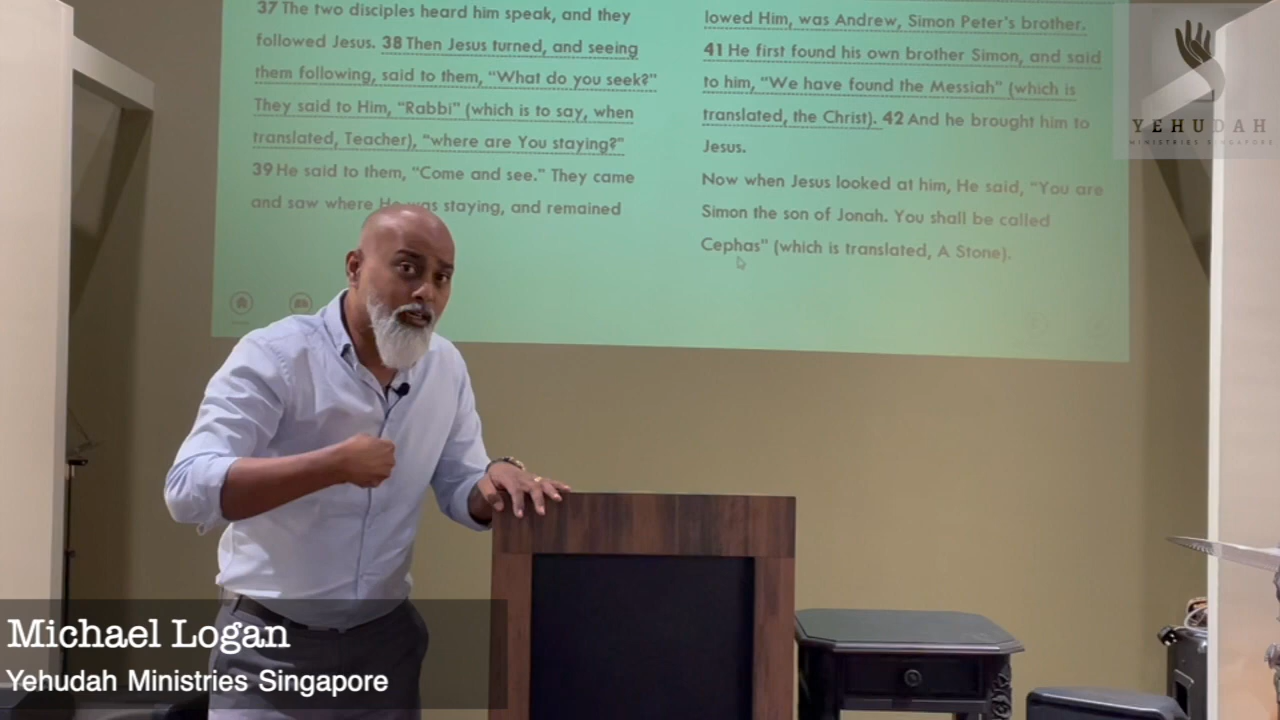 37 The two disciples heard him speak, and they
followed Jesus. 38 Then Jesus turned, and seeing
them following, said to them, “What do you seek?”
They said to Him, “Rabbi” (which is to say, when
translated, Teacher), “where are You staying?”
39 He said to them, “Come and see.” They came
and saw where He was staying, and remained
lowed Him, was Andrew, Simon Peter’s brother.
41 He first found his own brother Simon, and said
to him, “We have found the Messiah” (which is
translated, the Christ). 42 And he brought him to
Jesus.
Now when Jesus looked at him, He said, “You are
Simon the son of Jonah. You shall be called
Cephas” (which is translated, A Stone).
YEHUDAH
MINISTRIES SINGAPORE
Michael Logan
Yehudah Ministries Singapore